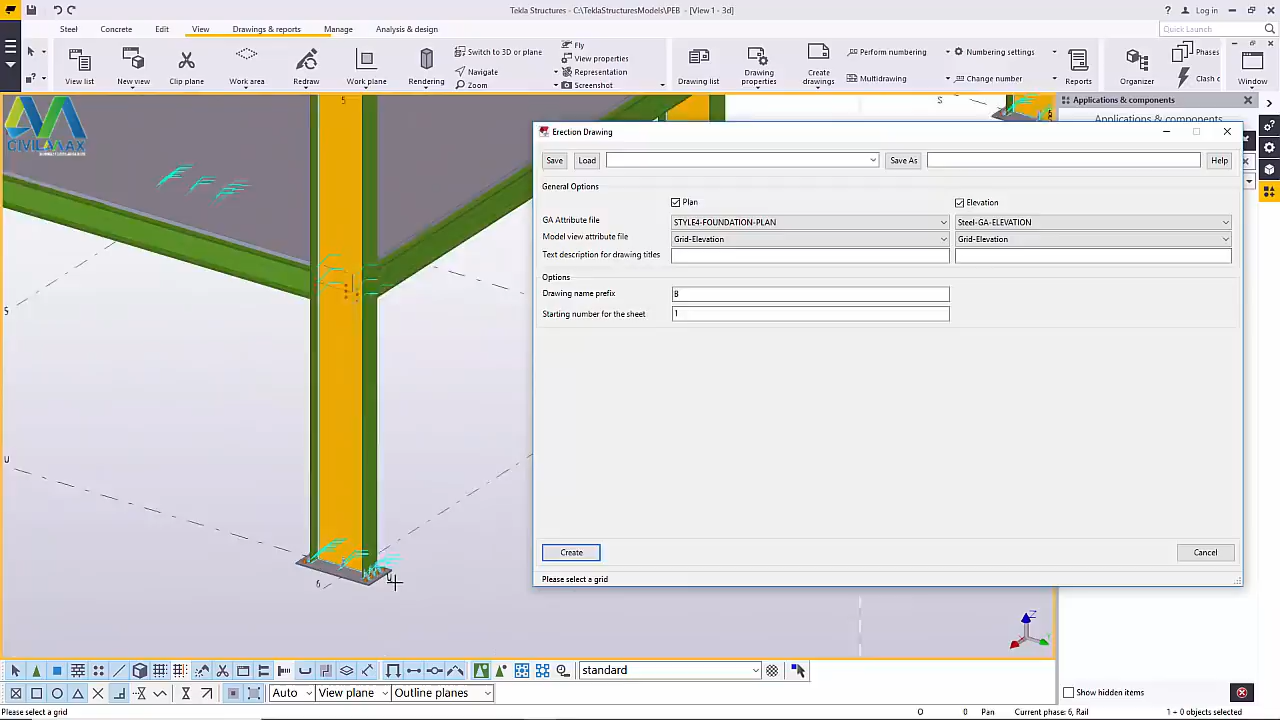 Tekla Structures - C:\TeklaStructuresModels\PEB - [View 1 - 3d]
Log in
Steel Concrete Edit View Drawings & reports Manage Analysis & design
Quick Launch
View list New view Clip plane Work area Redraw Work plane Rendering
Switch to 3D or plane
Navigate
Zoom
Fly
View properties
Representation
Screenshot
Drawing list Drawing properties Create drawings
Perform numbering
Multidrawing
Numbering settings
Change number
Reports Organizer
Phases
Clash c
Window
CIVILMAX
5
S
Applications & components
Applications & components
Erection Drawing
Save Load Save As Help
General Options
Plan Elevation
GA Attribute file STYLE4-FOUNDATION-PLAN Steel-GA-ELEVATION
Model view attribute file Grid-Elevation Grid-Elevation
Text description for drawing titles
Options
Drawing name prefix B
Starting number for the sheet 1
S
U
6
U
Create Cancel
Please select a grid
Z
standard
Auto View plane Outline planes
Show hidden items
Please select a grid
O 0 Pan Current phase: 6, Rail 1 + 0 objects selected